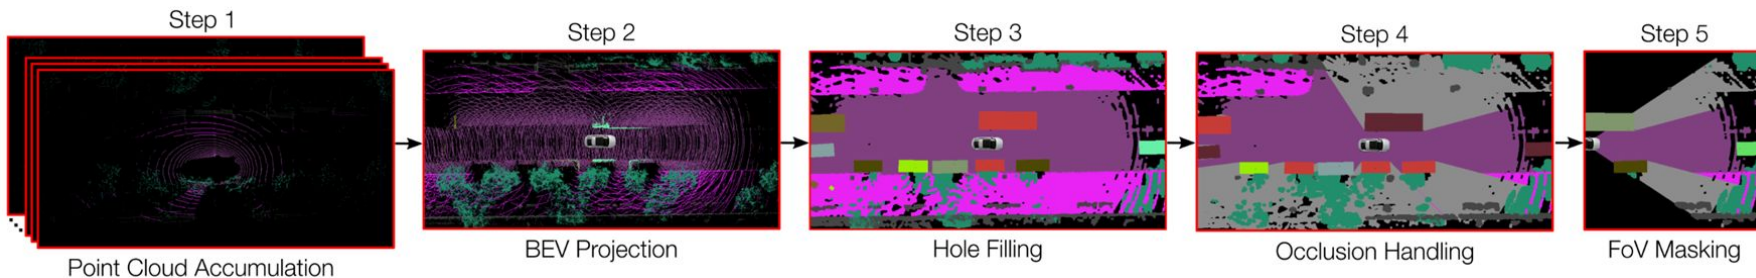 Step 1
Point Cloud Accumulation
Step 2
BEV Projection
Step 3
Hole Filling
Step 4
Occlusion Handling
Step 5
FoV Masking